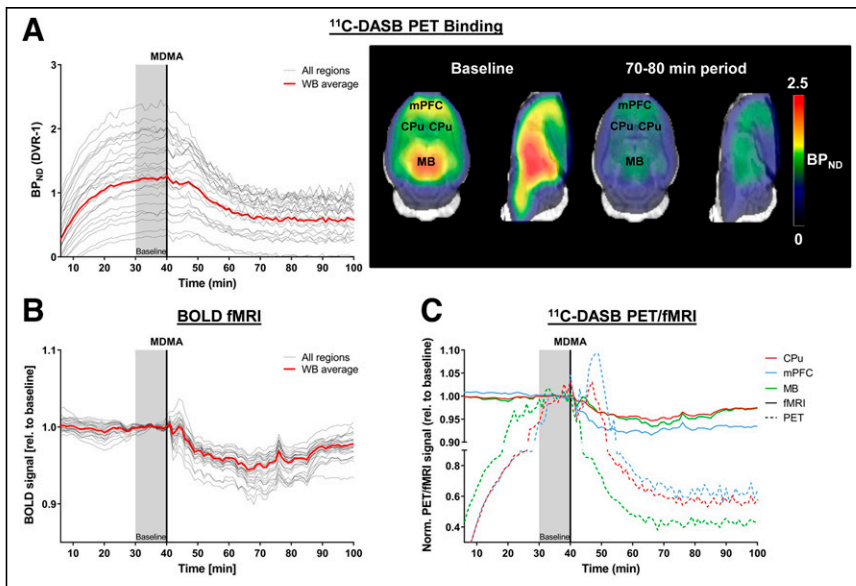 A
¹¹C-DASB PET Binding
MDMA
All regions
WB average
BP_ND (DVR-1)
3
2
1
0
Baseline
10 20 30 40 50 60 70 80 90 100
Time (min)
Baseline
70-80 min period
mPFC
CPu CPu
MB
mPFC
CPu CPu
MB
2.5
BP_ND
0
B
BOLD fMRI
MDMA
All regions
WB average
BOLD signal [rel. to baseline]
1.1
1.0
0.9
Baseline
10 20 30 40 50 60 70 80 90 100
Time [min]
C
¹¹C-DASB PET/fMRI
MDMA
CPu
mPFC
MB
fMRI
PET
Norm. PET/fMRI signal (rel. to baseline)
1.10
1.05
1.00
0.95
0.90
0.8
0.6
0.4
Baseline
10 20 30 40 50 60 70 80 90 100
Time (min)